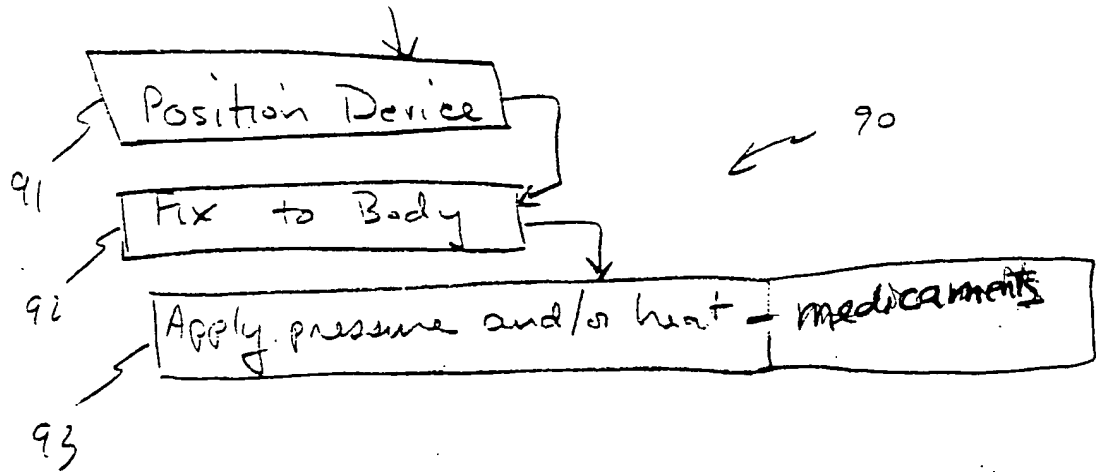 Position Device
90
91
Fix to Body
92
Apply pressure and/or heat - medicaments
93